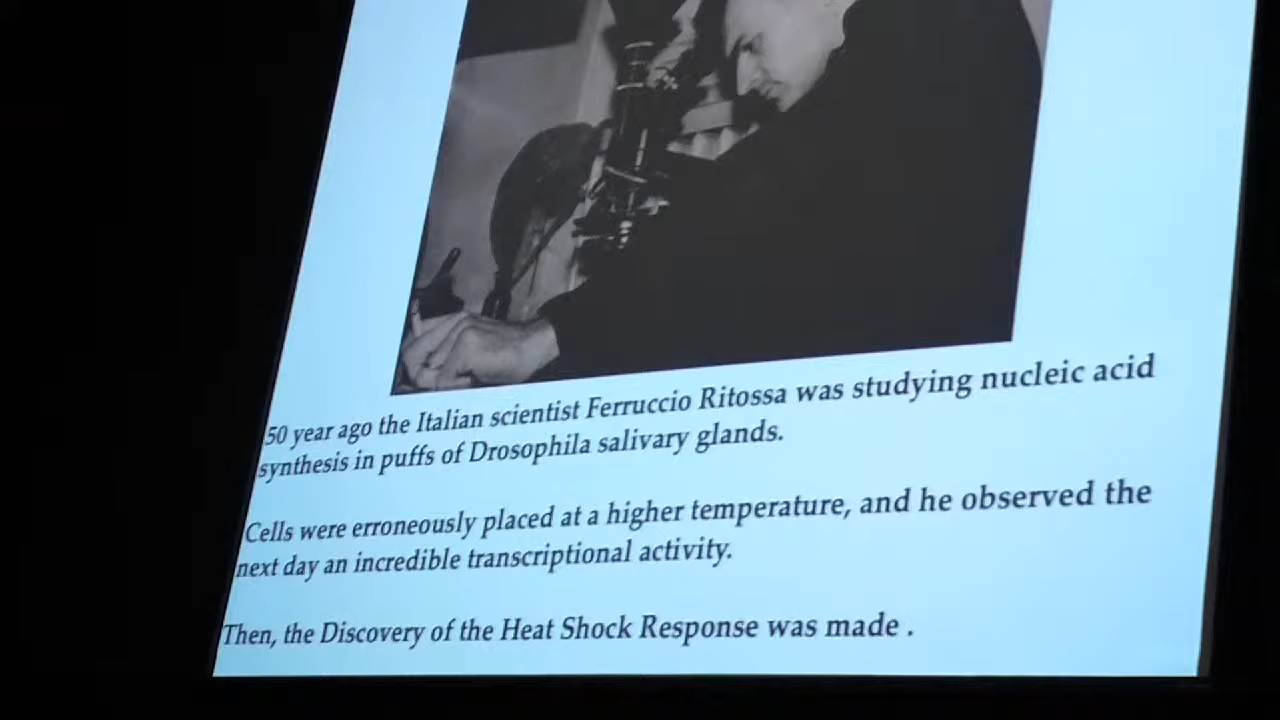 50 year ago the Italian scientist Ferruccio Ritossa was studying nucleic acid
synthesis in puffs of Drosophila salivary glands.
Cells were erroneously placed at a higher temperature, and he observed the
next day an incredible transcriptional activity.
Then, the Discovery of the Heat Shock Response was made .